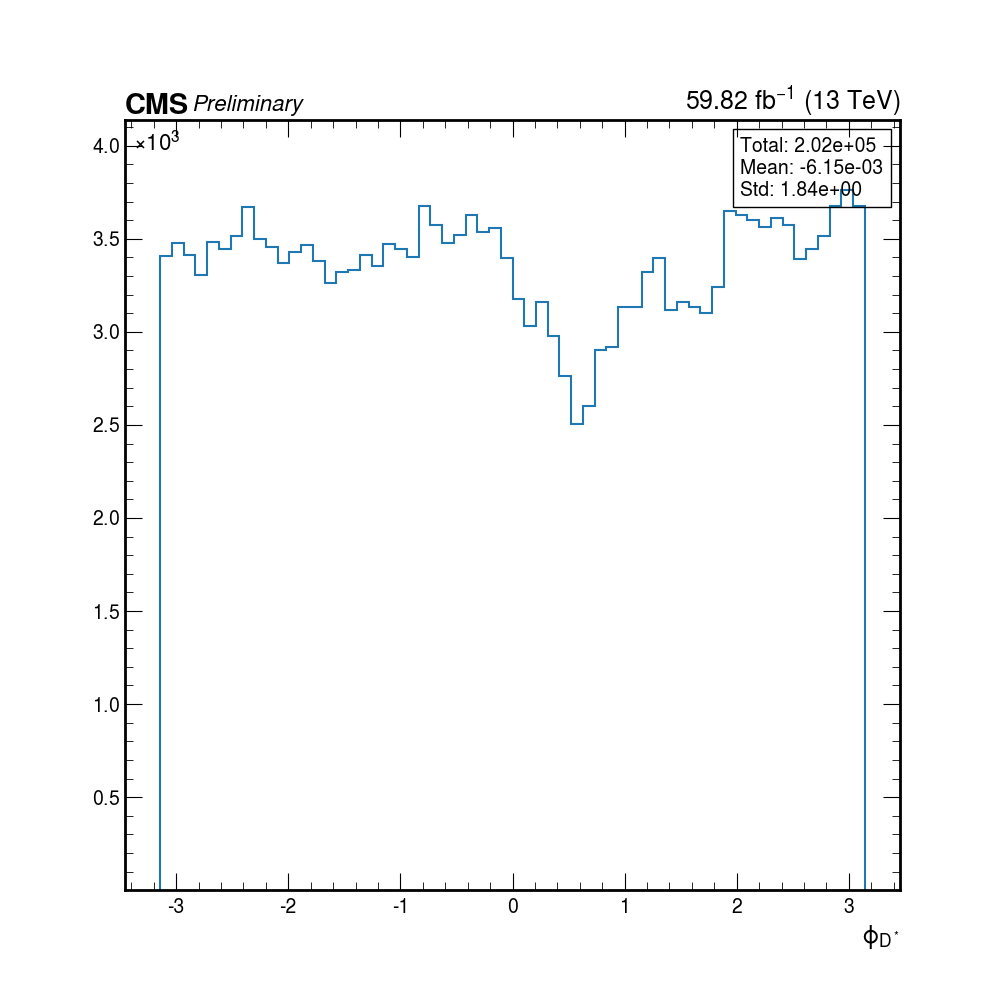 CMS Preliminary 59.82 fb⁻¹ (13 TeV)
×10³
Total: 2.02e+05
Mean: -6.15e-03
Std: 1.84e+00
4.0
3.5
3.0
2.5
2.0
1.5
1.0
0.5
-3 -2 -1 0 1 2 3
ϕD*